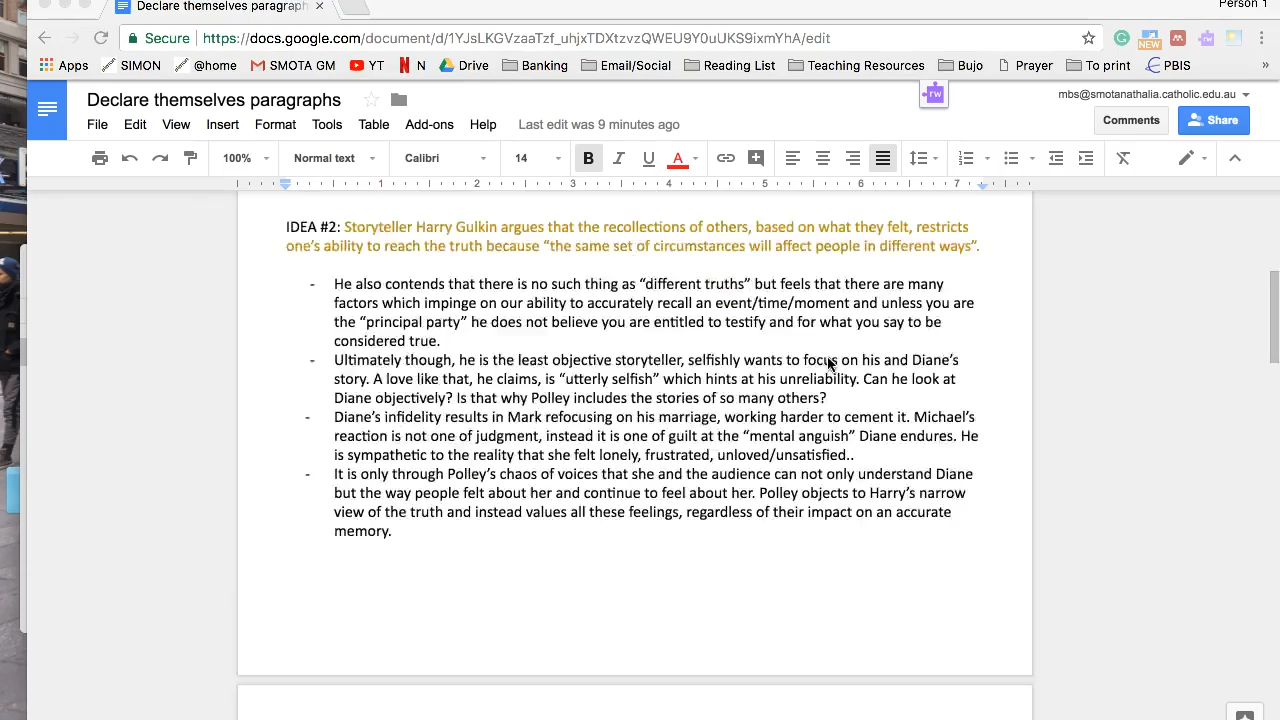 Declare themselves paragraph
Person 1
Secure
https://docs.google.com/document/d/1YJsLKGVzaaTzf_uhjxTDXtzvzQWEU9Y0uUKS9ixmYhA/edit
NEW
Apps
SIMON
@home
SMOTA GM
YT
N
Drive
Banking
Email/Social
Reading List
Teaching Resources
Bujo
Prayer
To print
PBIS
»
Declare themselves paragraphs
rw
mbs@smotanathalia.catholic.edu.au
File Edit View Insert Format Tools Table Add-ons Help Last edit was 9 minutes ago
Comments
Share
100% Normal text Calibri 14 B I U A
1 2 3 4 5 6 7
IDEA #2: Storyteller Harry Gulkin argues that the recollections of others, based on what they felt, restricts
one’s ability to reach the truth because “the same set of circumstances will affect people in different ways”.
- He also contends that there is no such thing as “different truths” but feels that there are many
factors which impinge on our ability to accurately recall an event/time/moment and unless you are
the “principal party” he does not believe you are entitled to testify and for what you say to be
considered true.
- Ultimately though, he is the least objective storyteller, selfishly wants to focus on his and Diane’s
story. A love like that, he claims, is “utterly selfish” which hints at his unreliability. Can he look at
Diane objectively? Is that why Polley includes the stories of so many others?
- Diane’s infidelity results in Mark refocusing on his marriage, working harder to cement it. Michael’s
reaction is not one of judgment, instead it is one of guilt at the “mental anguish” Diane endures. He
is sympathetic to the reality that she felt lonely, frustrated, unloved/unsatisfied..
- It is only through Polley’s chaos of voices that she and the audience can not only understand Diane
but the way people felt about her and continue to feel about her. Polley objects to Harry’s narrow
view of the truth and instead values all these feelings, regardless of their impact on an accurate
memory.